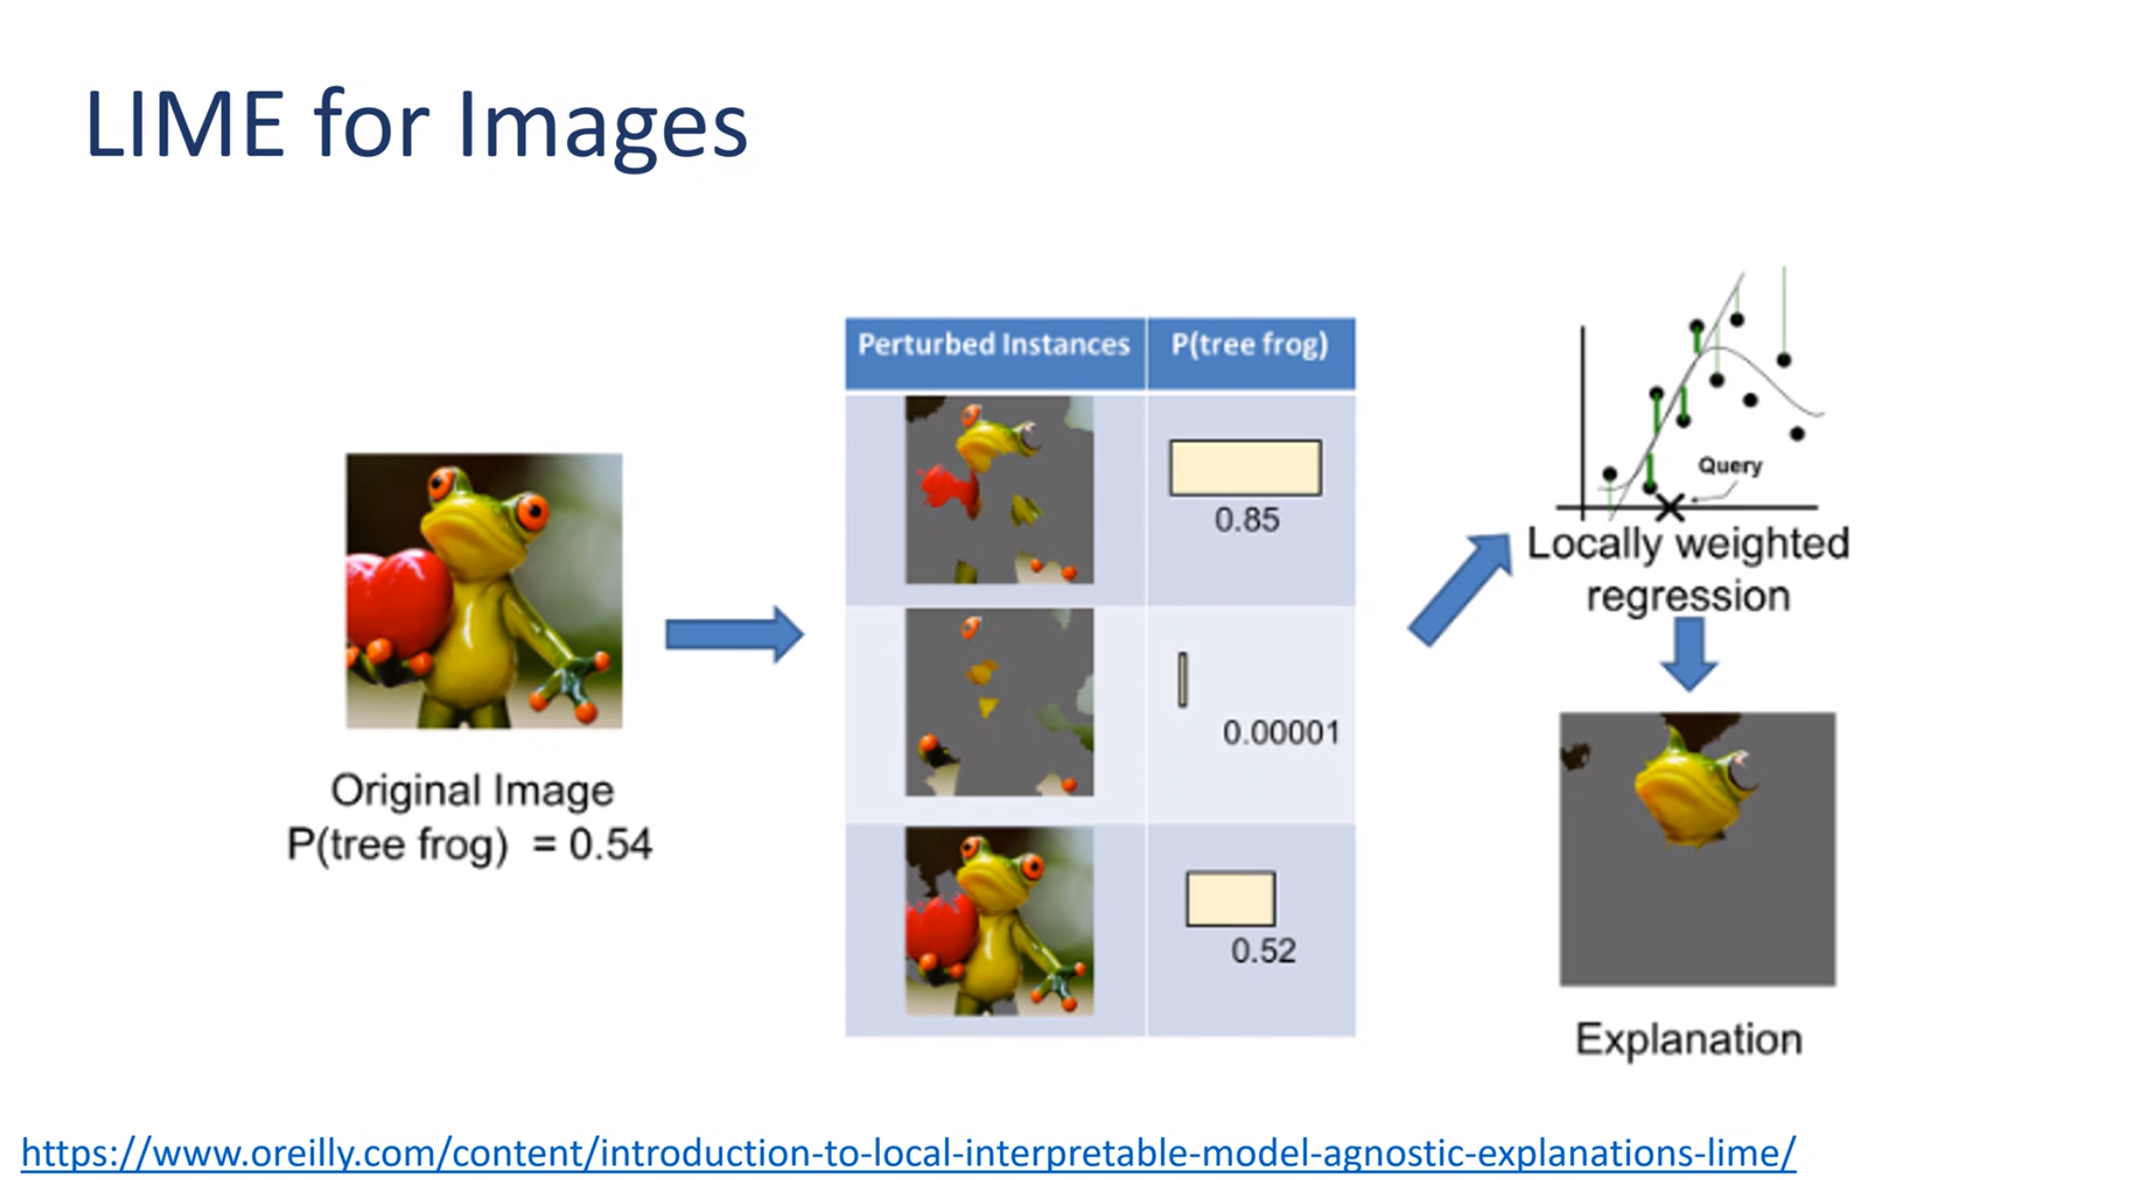 LIME for Images
Original Image
P(tree frog) = 0.54
Perturbed Instances P(tree frog)
0.85
0.00001
0.52
Query
Locally weighted
regression
Explanation
https://www.oreilly.com/content/introduction-to-local-interpretable-model-agnostic-explanations-lime/